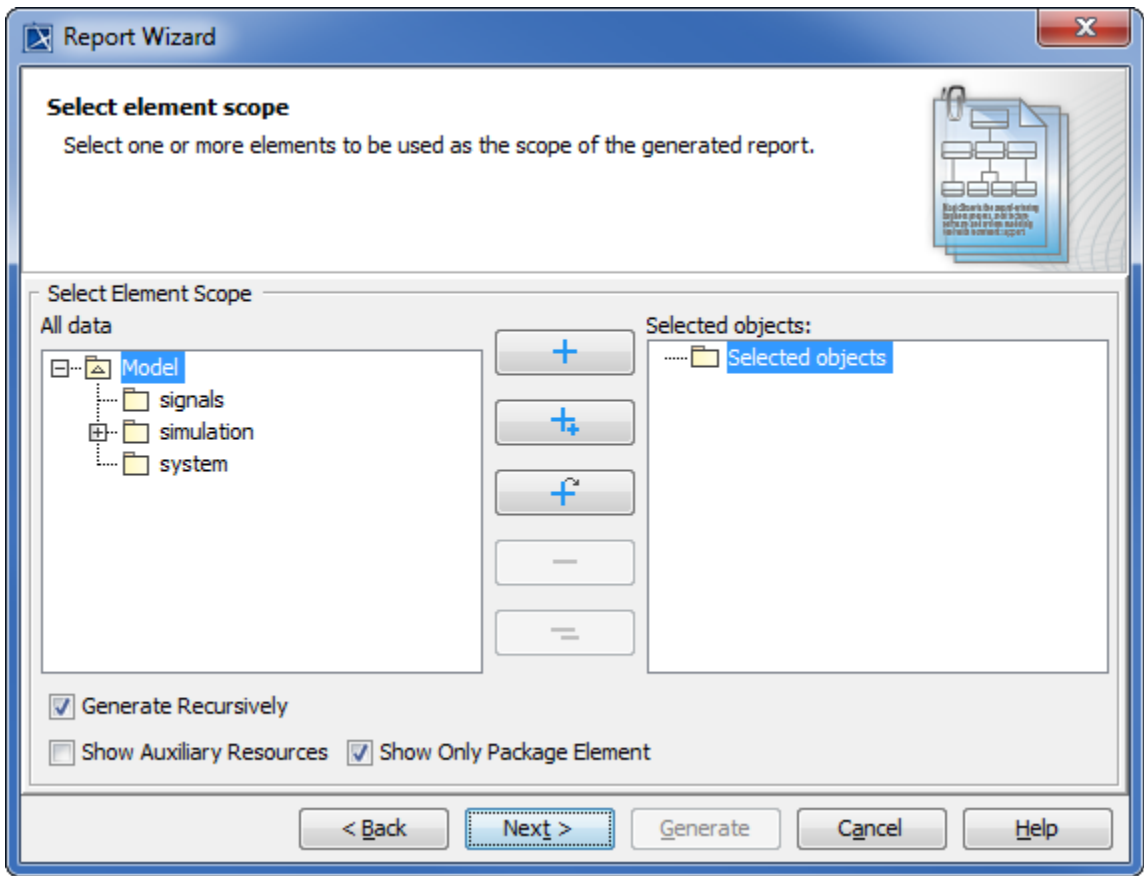 Report Wizard
Select element scope
Select one or more elements to be used as the scope of the generated report.
Select Element Scope
All data
Model
signals
simulation
system
Selected objects:
Selected objects
Generate Recursively
Show Auxiliary Resources
Show Only Package Element
< Back
Next >
Generate
Cancel
Help